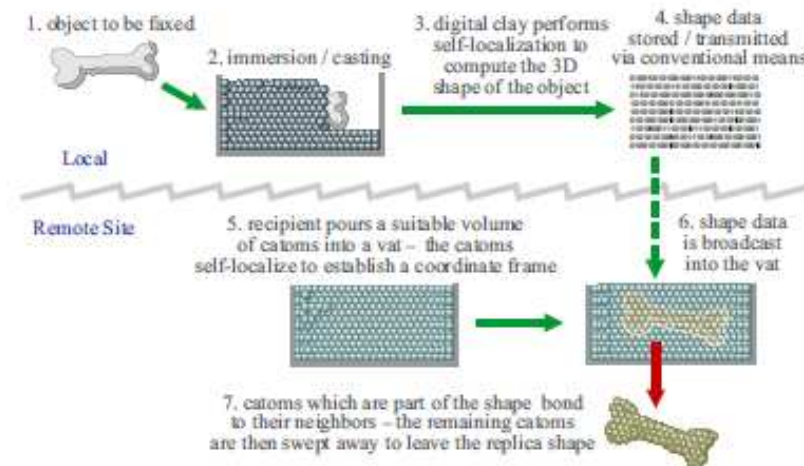 1. object to be faxed
2. immersion / casting
3. digital clay performs
self-localization to
compute the 3D
shape of the object
4. shape data
stored / transmitted
via conventional means
Local
Remote Site
5. recipient pours a suitable volume
of catoms into a vat – the catoms
self-localize to establish a coordinate frame
6. shape data
is broadcast
into the vat
7. catoms which are part of the shape bond
to their neighbors – the remaining catoms
are then swept away to leave the replica shape